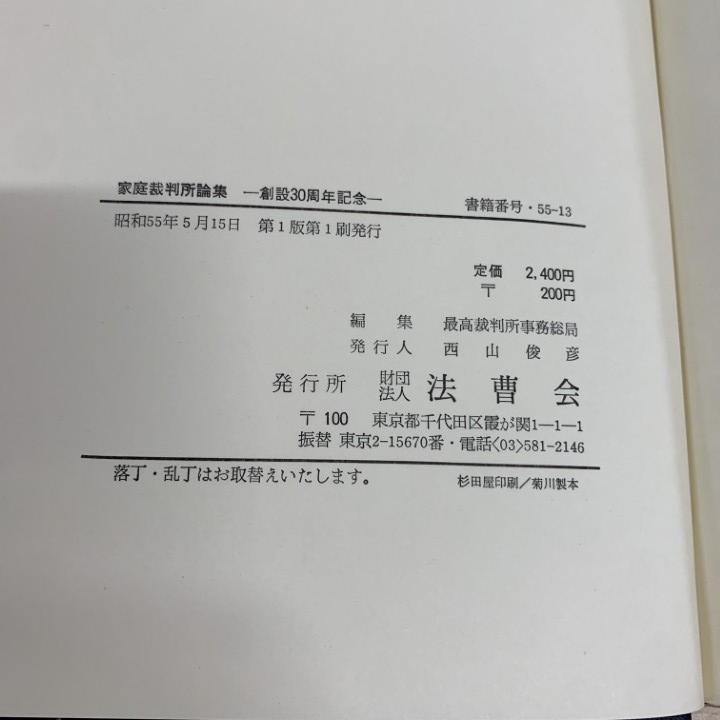 家庭裁判所論集 ―創設30周年記念― 書籍番号・55-13
昭和55年5月15日 第1版第1刷発行
定価 2,400円
〒 200円
編集 最高裁判所事務総局
発行人 西山俊彦
発行所 財団法人 法曹会
〒100 東京都千代田区霞が関1―1―1
振替 東京2-15670番・電話〈03〉581-2146
落丁・乱丁はお取替えいたします。 杉田屋印刷／菊川製本